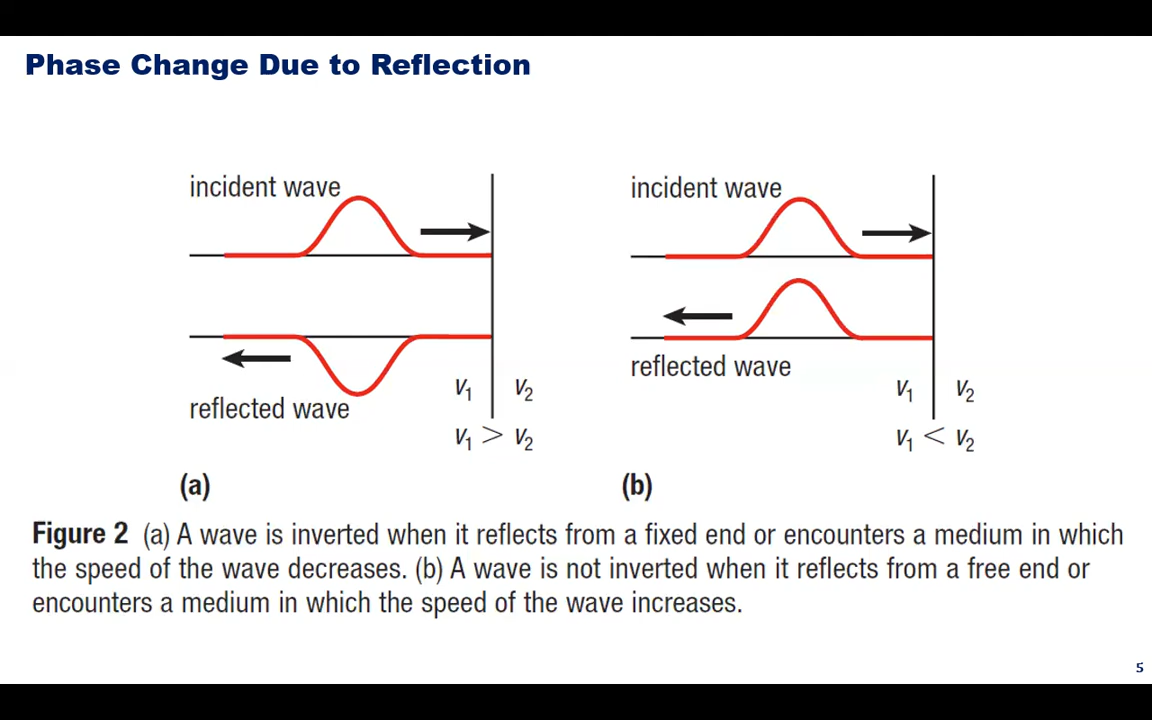 Phase Change Due to Reflection
incident wave
reflected wave
v₁ v₂
v₁ > v₂
(a)
incident wave
reflected wave
v₁ v₂
v₁ < v₂
(b)
Figure 2 (a) A wave is inverted when it reflects from a fixed end or encounters a medium in which
the speed of the wave decreases. (b) A wave is not inverted when it reflects from a free end or
encounters a medium in which the speed of the wave increases.
5